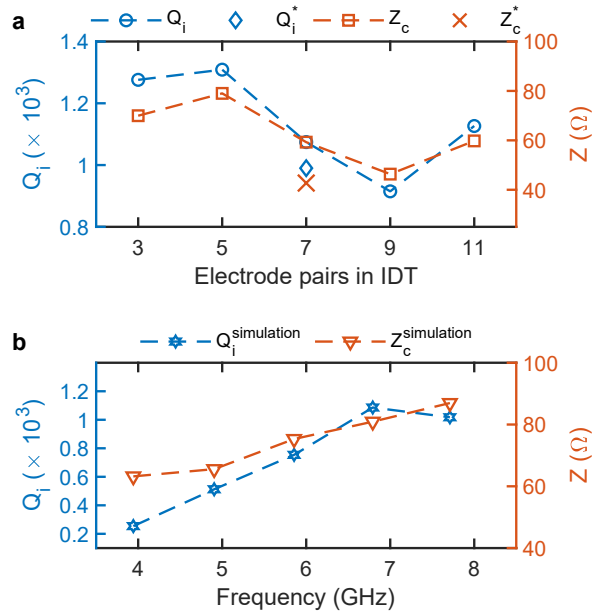 a
Q_i Q_i^* Z_c Z_c^*
1.4 100
1.2 80
1 60
0.8 40
Q_i (× 10^3)
Z (Ω)
3 5 7 9 11
Electrode pairs in IDT
b
Q_i^simulation Z_c^simulation
1.2 100
1 80
0.8
0.6 60
0.4
0.2 40
Q_i (× 10^3)
Z (Ω)
4 5 6 7 8
Frequency (GHz)